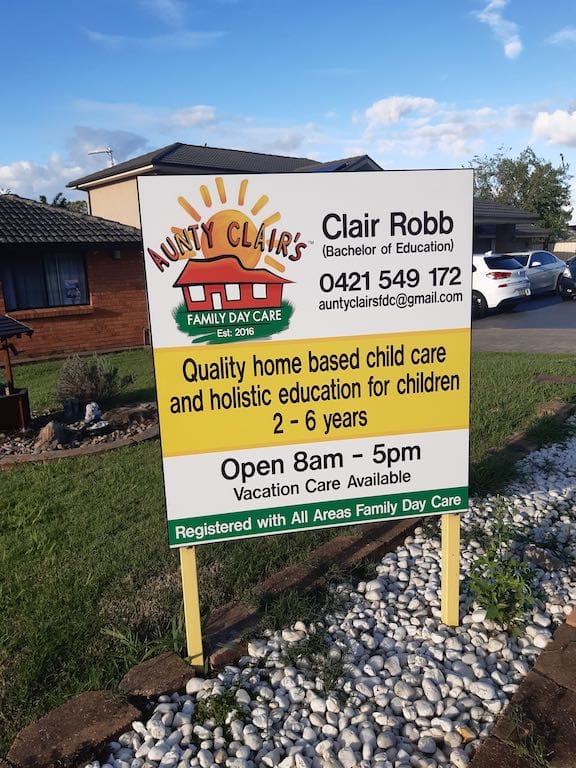 AUNTY CLAIR'S™
FAMILY DAY CARE
Est: 2016
Clair Robb
(Bachelor of Education)
0421 549 172
auntyclairsfdc@gmail.com
Quality home based child care
and holistic education for children
2 - 6 years
Open 8am - 5pm
Vacation Care Available
Registered with All Areas Family Day Care